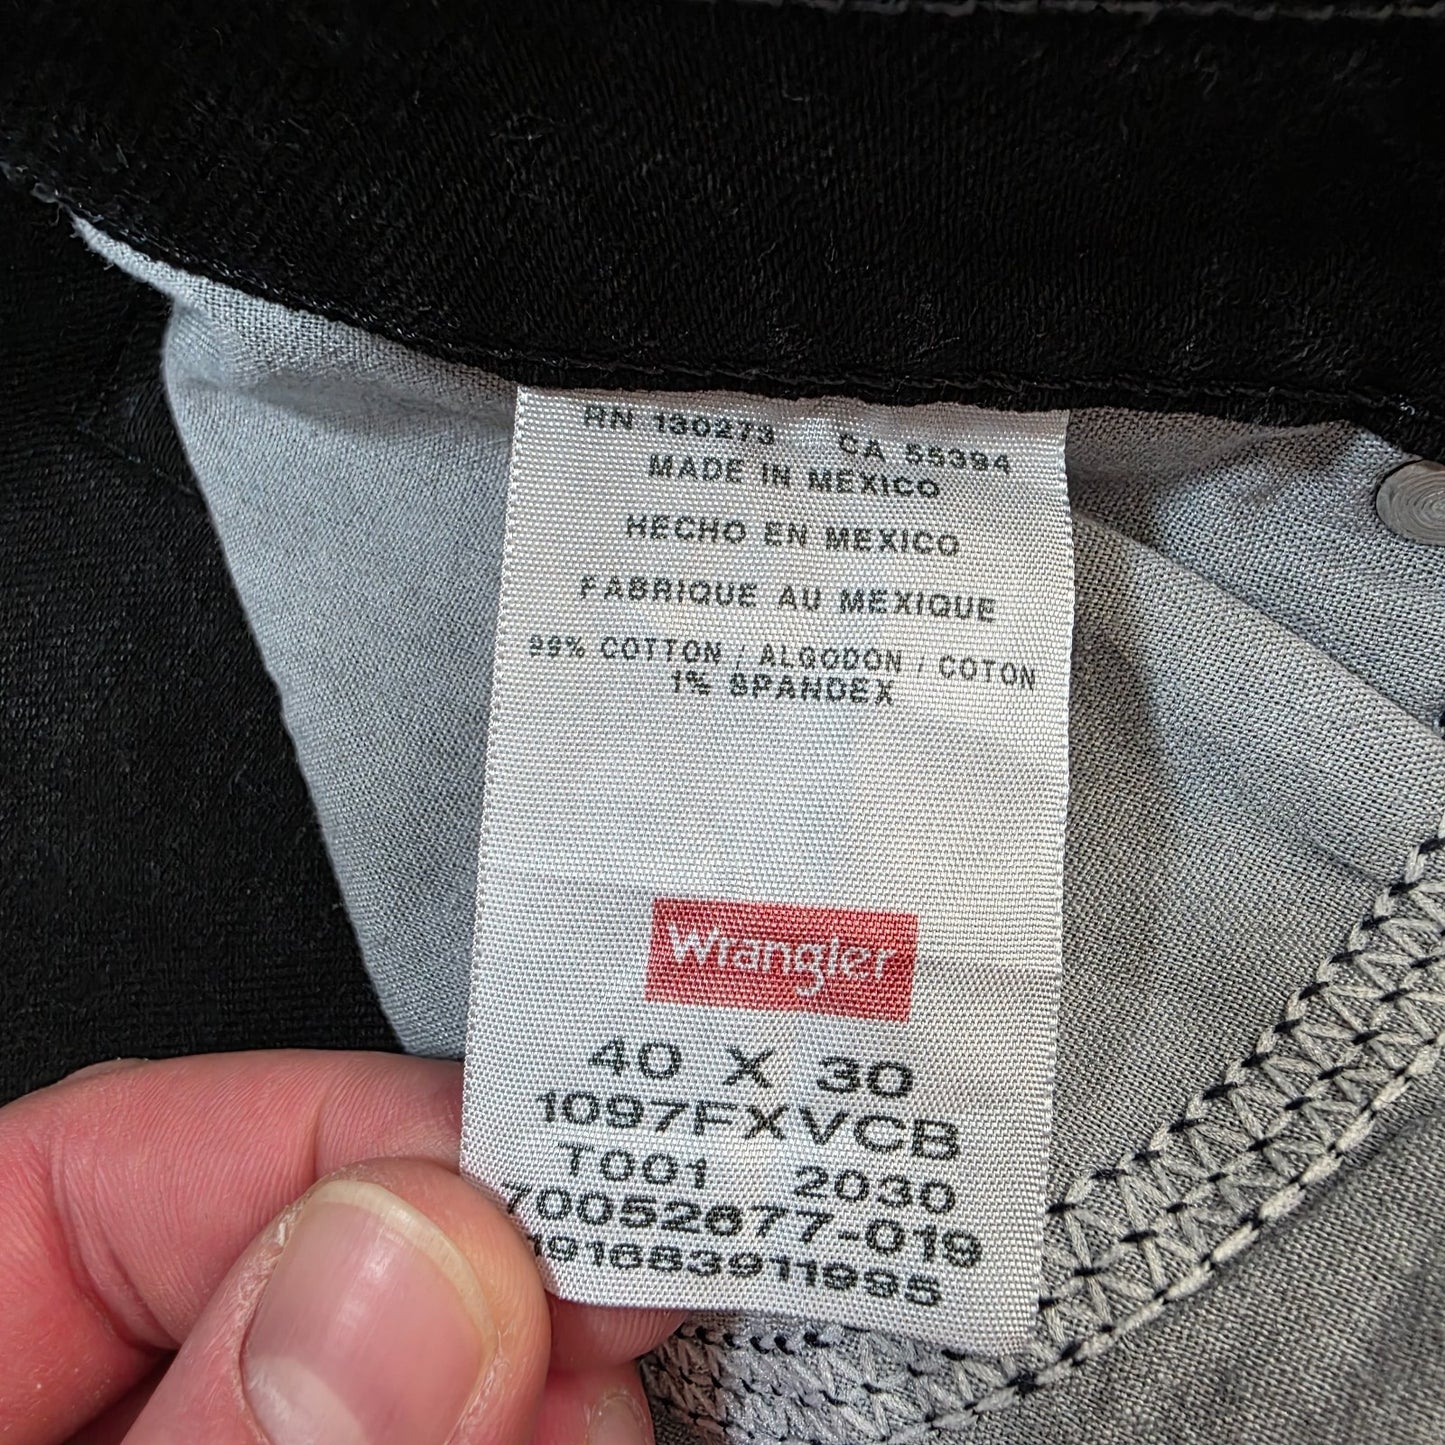 RN 130273 CA 55394
MADE IN MEXICO
HECHO EN MEXICO
FABRIQUE AU MEXIQUE
99% COTTON / ALGODON / COTON
1% SPANDEX
Wrangler
40 X 30
1097FXVCB
T001 2030
70052677-019